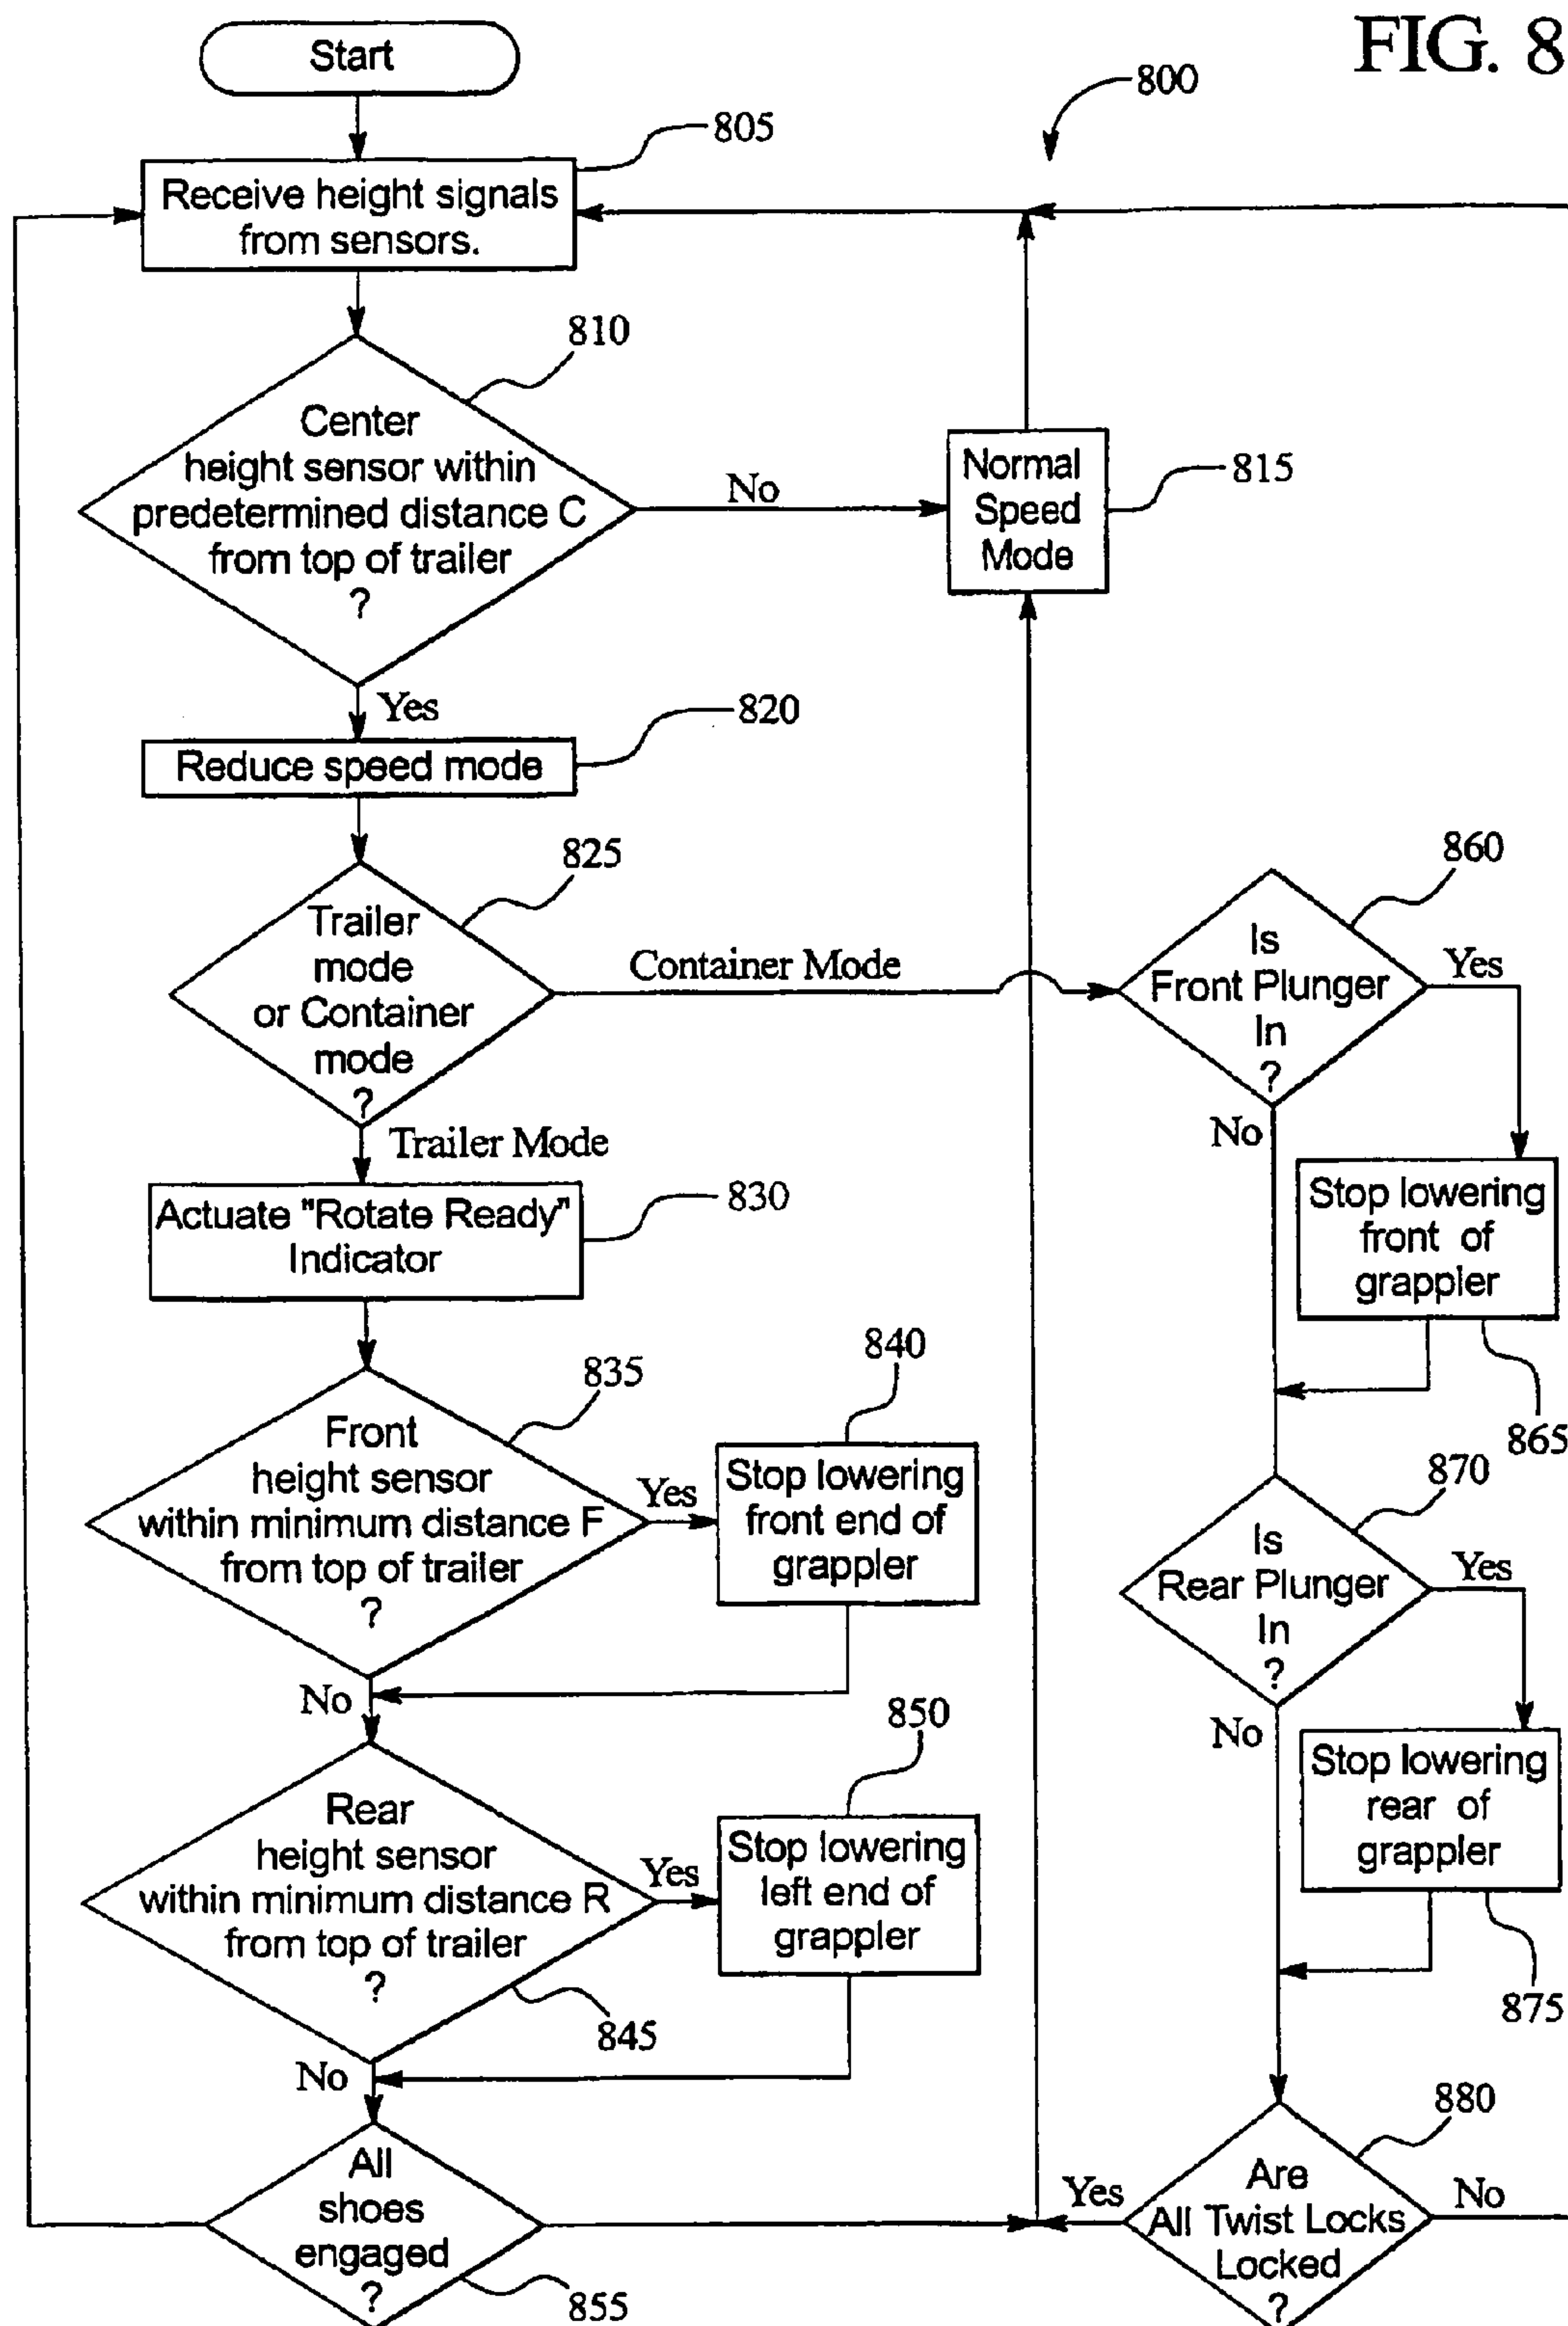 FIG. 8
Start
800
805
Receive height signals
from sensors.
810
Center
height sensor within
predetermined distance C
from top of trailer
?
No
Normal
Speed
Mode
815
Yes
820
Reduce speed mode
825
Trailer
mode
or Container
mode
?
Container Mode
860
Is
Front Plunger
In
?
Yes
No
Trailer Mode
Actuate "Rotate Ready"
Indicator
830
Stop lowering
front of
grappler
865
835
Front
height sensor
within minimum distance F
from top of trailer
?
Yes
840
Stop lowering
front end of
grappler
No
870
Is
Rear Plunger
In
?
Yes
No
850
Rear
height sensor
within minimum distance R
from top of trailer
?
Yes
Stop lowering
left end of
grappler
845
No
Stop lowering
rear of
grappler
875
All
shoes
engaged
?
855
880
Are
All Twist Locks
Locked
?
Yes
No